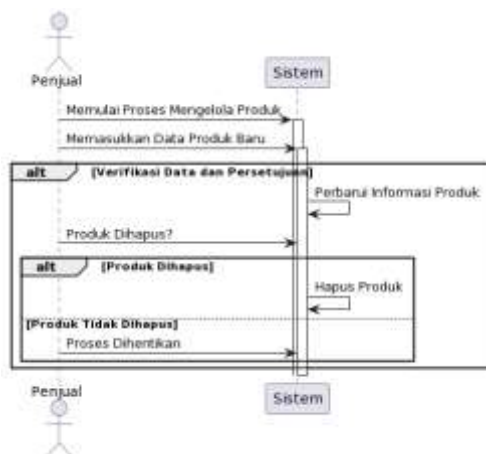 Penjual
Sistem
Memulai Proses Mengelola Produk
Memasukkan Data Produk Baru
alt [Verifikasi Data dan Persetujuan]
Perbarui Informasi Produk
Produk Dihapus?
alt [Produk Dihapus]
Hapus Produk
[Produk Tidak Dihapus]
Proses Dihentikan
Penjual
Sistem